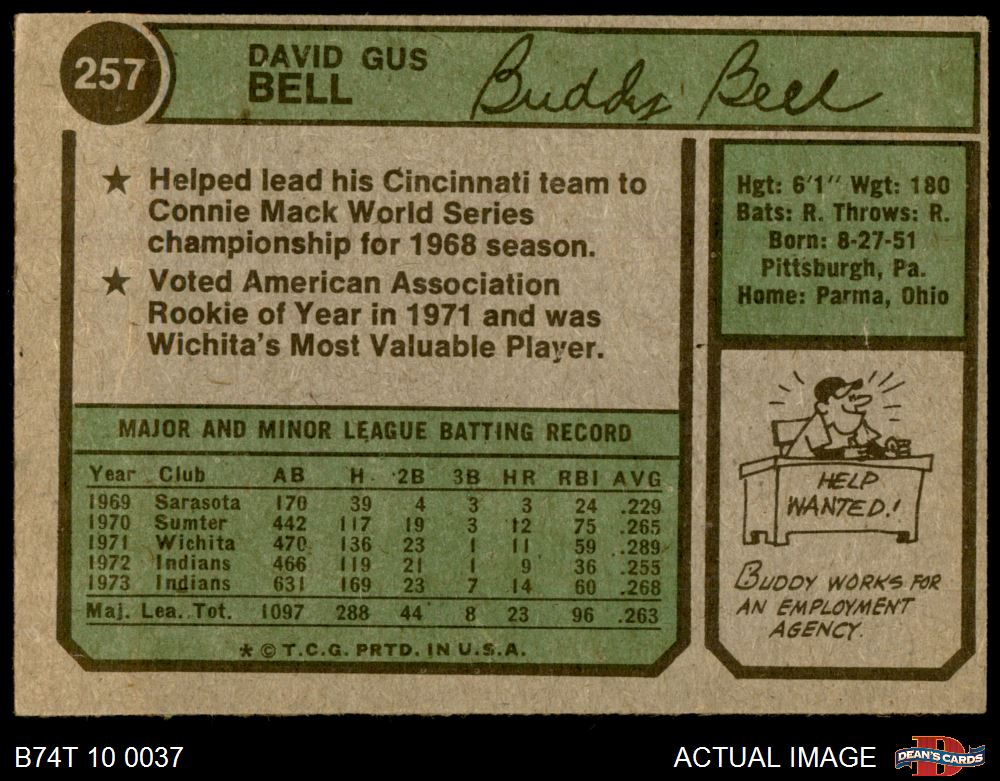 257
DAVID GUS
BELL
Buddy Bell
★ Helped lead his Cincinnati team to
Connie Mack World Series
championship for 1968 season.
★ Voted American Association
Rookie of Year in 1971 and was
Wichita's Most Valuable Player.
Hgt: 6'1" Wgt: 180
Bats: R. Throws: R.
Born: 8-27-51
Pittsburgh, Pa.
Home: Parma, Ohio
MAJOR AND MINOR LEAGUE BATTING RECORD
Year Club AB H 2B 3B HR RBI AVG
1969 Sarasota 170 39 4 3 3 24 .229
1970 Sumter 442 117 19 3 12 75 .265
1971 Wichita 470 136 23 1 11 59 .289
1972 Indians 466 119 21 1 9 36 .255
1973 Indians 631 169 23 7 14 60 .268
Maj. Lea. Tot. 1097 288 44 8 23 96 .263
* © T.C.G. PRTD. IN U.S.A.
HELP
WANTED!
BUDDY WORKS FOR
AN EMPLOYMENT
AGENCY.
B74T 10 0037
ACTUAL IMAGE
DEAN'S CARDS